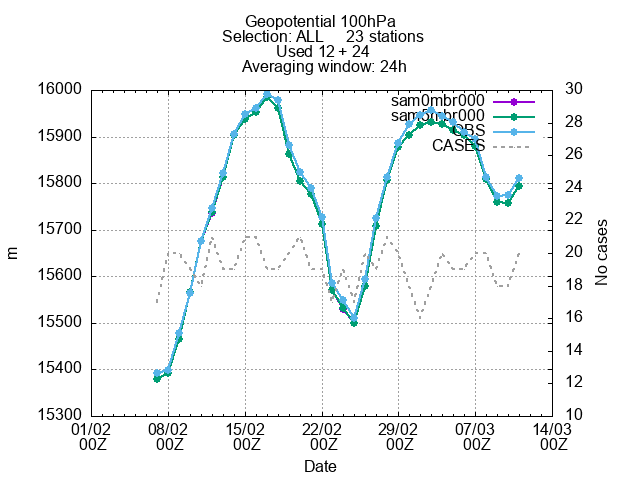 Geopotential 100hPa
Selection: ALL 23 stations
Used 12 + 24
Averaging window: 24h
16000
15900
15800
15700
15600
15500
15400
15300
m
30
28
26
24
22
20
18
16
14
12
10
No cases
sam0mbr000
OBS
CASES
01/02 00Z
08/02 00Z
15/02 00Z
22/02 00Z
29/02 00Z
07/03 00Z
14/03 00Z
Date